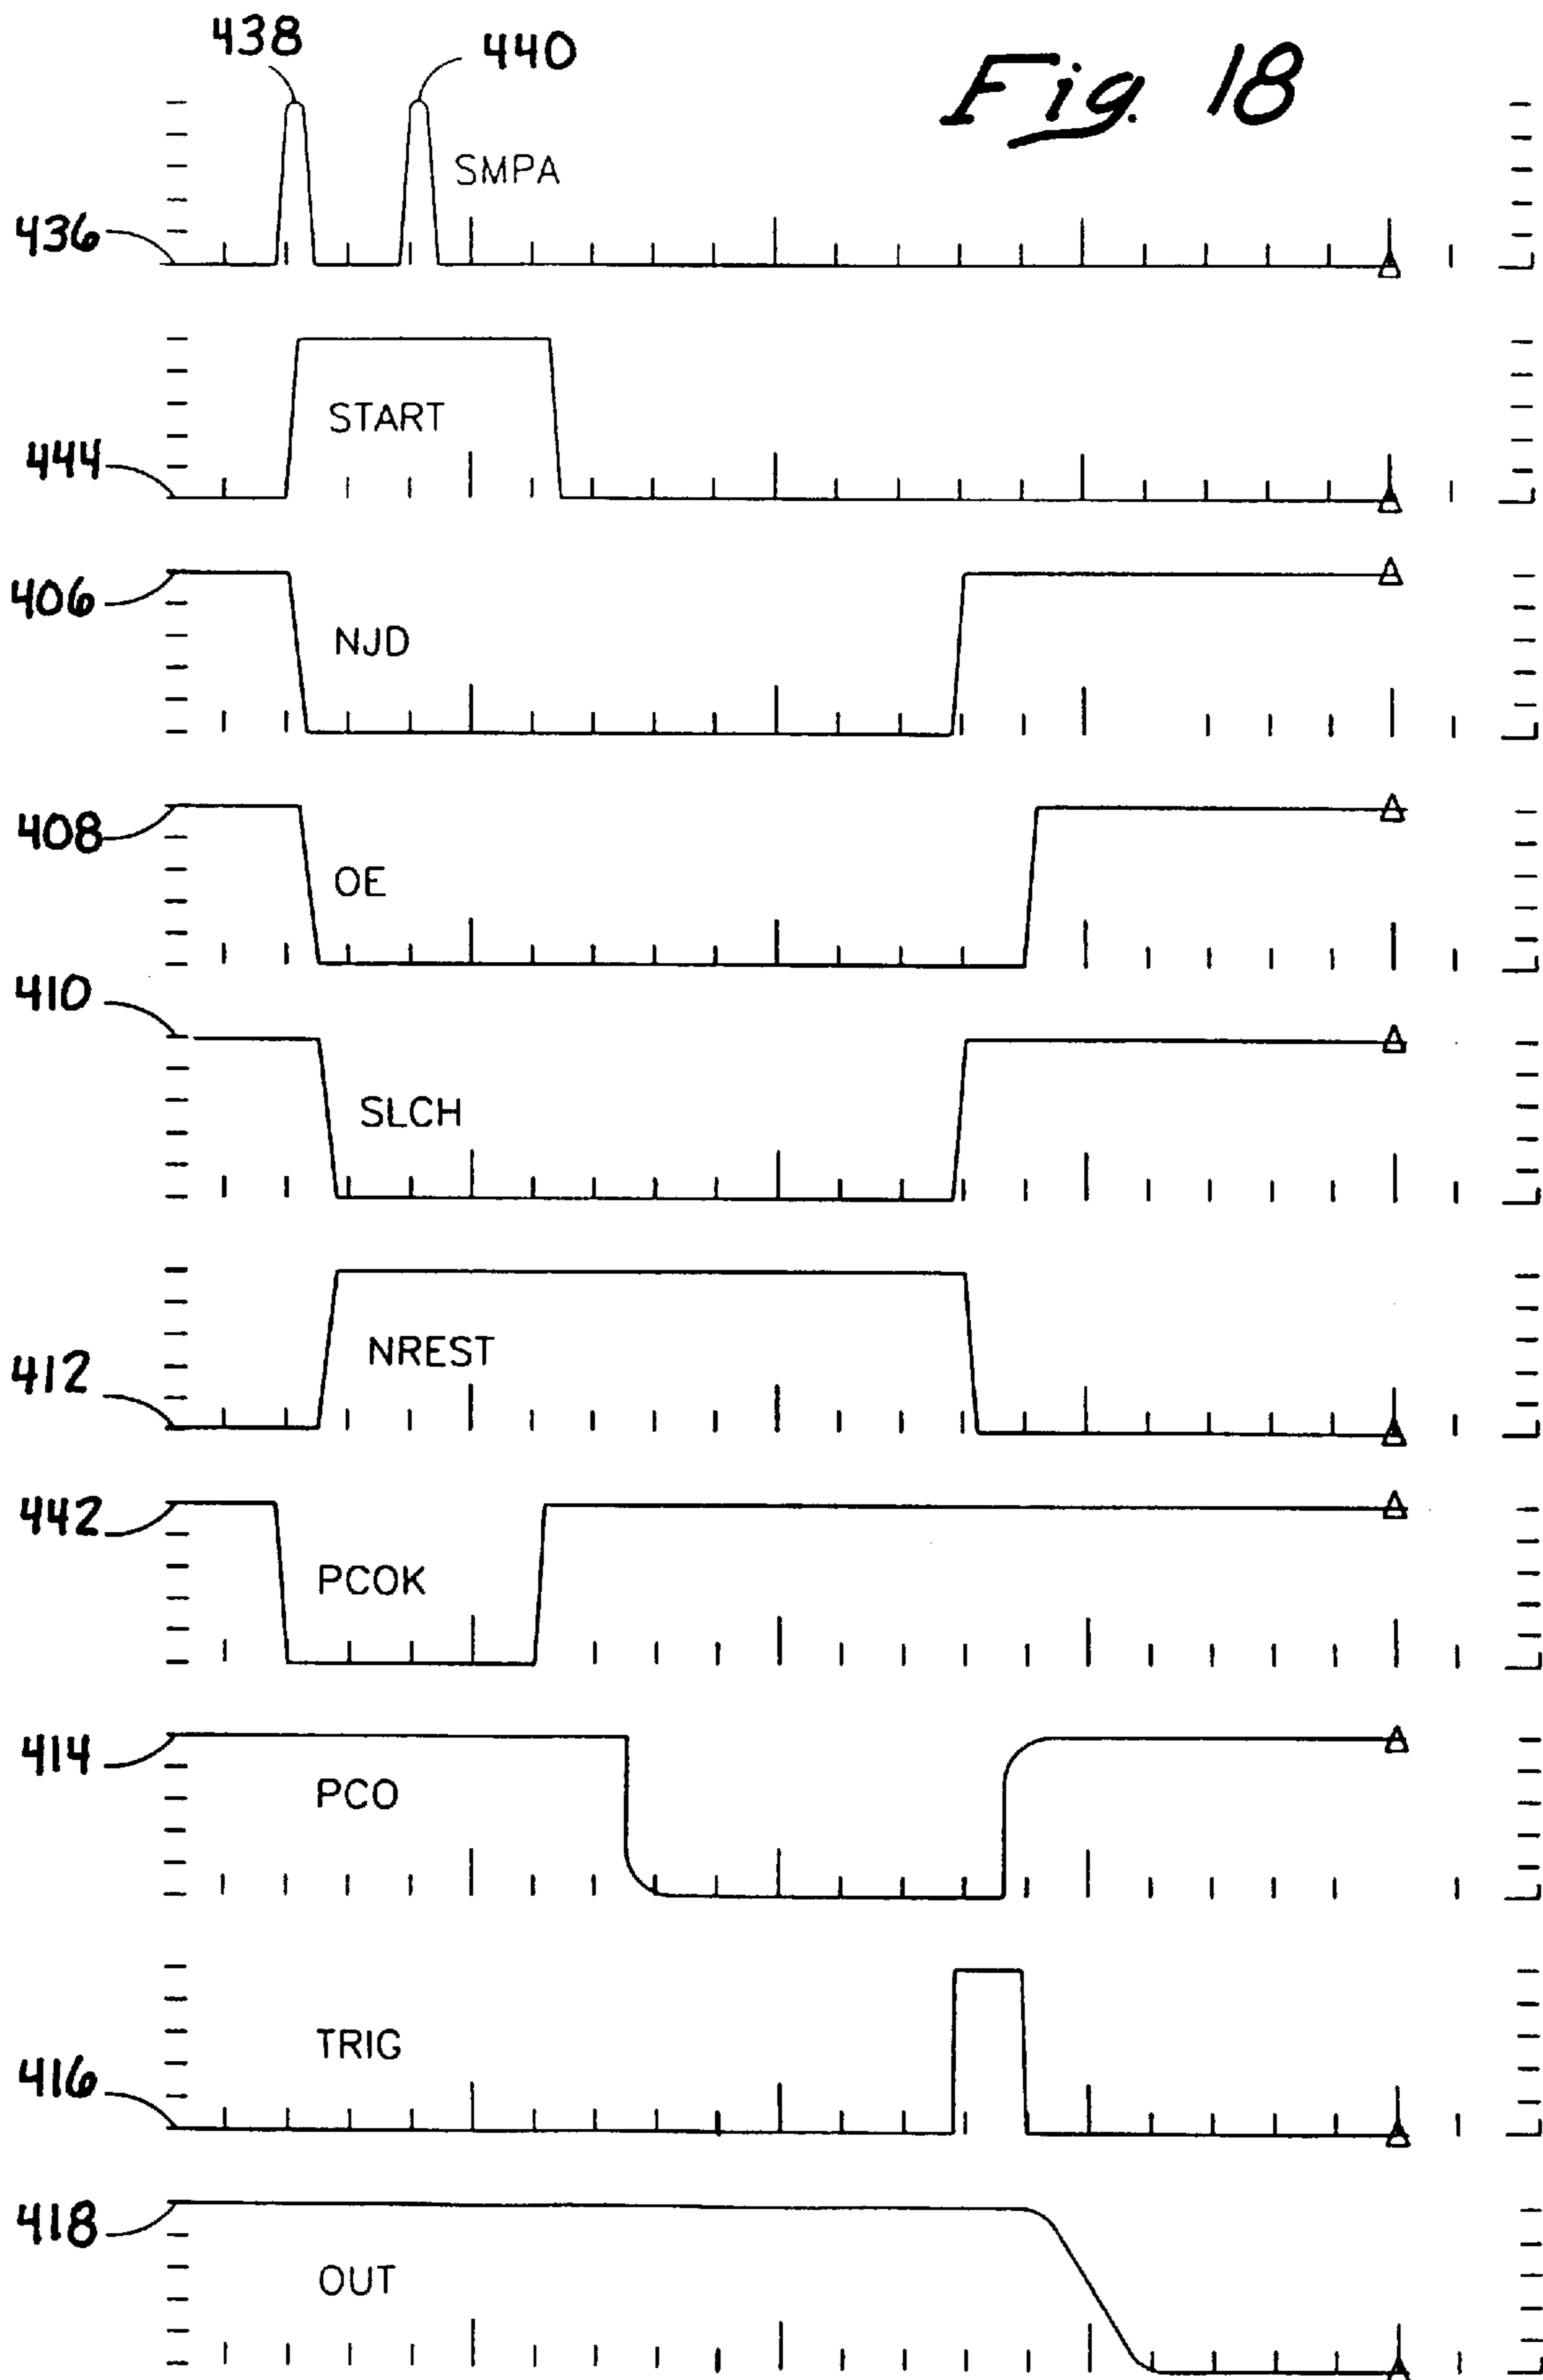 438
440
Fig. 18
SMPA
436
START
444
406
NJD
408
OE
410
SLCH
NREST
412
442
PCOK
414
PCO
TRIG
416
418
OUT